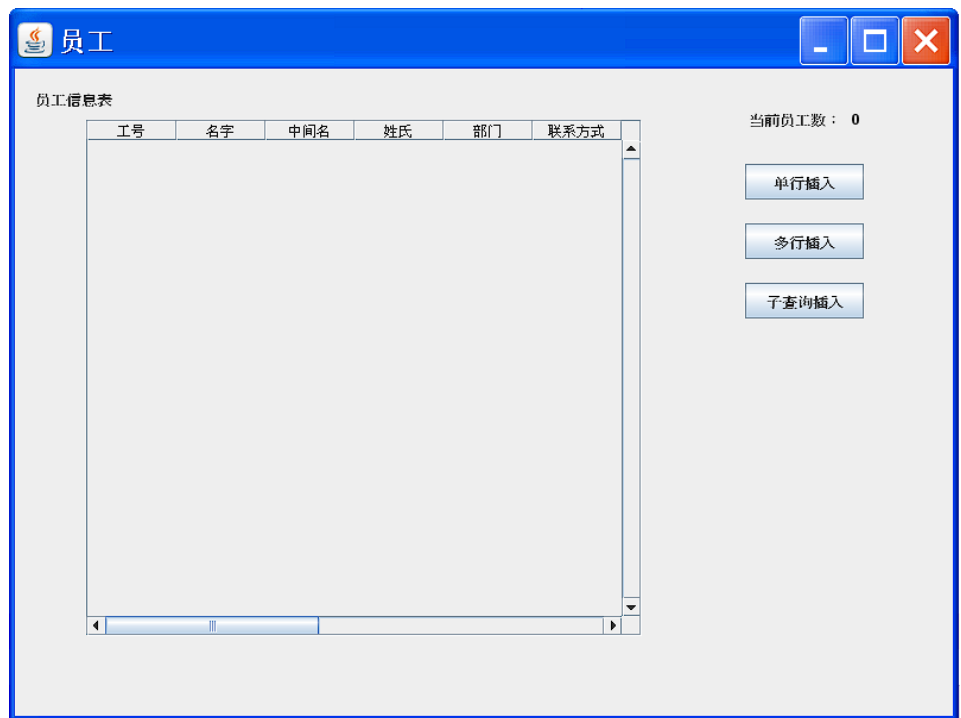 员工
员工信息表
当前员工数： 0
工号 名字 中间名 姓氏 部门 联系方式
单行插入
多行插入
子查询插入